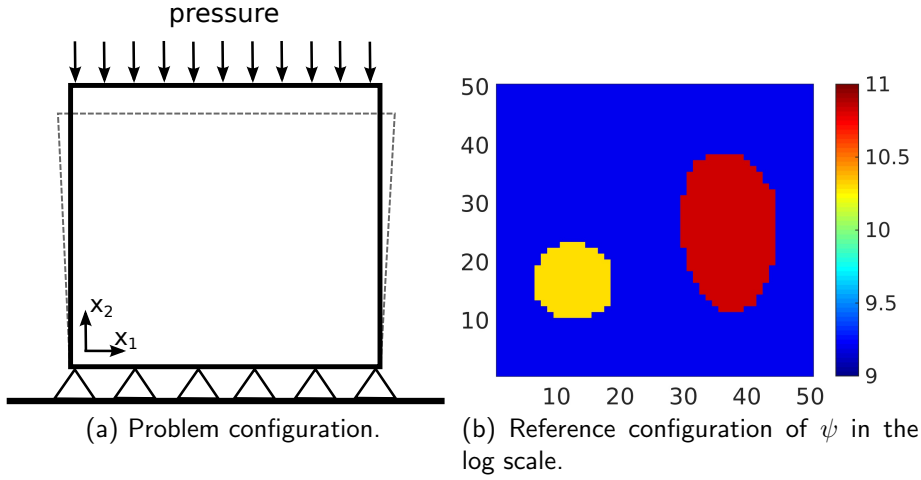 pressure
x2
x1
(a) Problem configuration.
50
40
30
20
10
10 20 30 40 50
11
10.5
10
9.5
9
(b) Reference configuration of ψ in the
log scale.